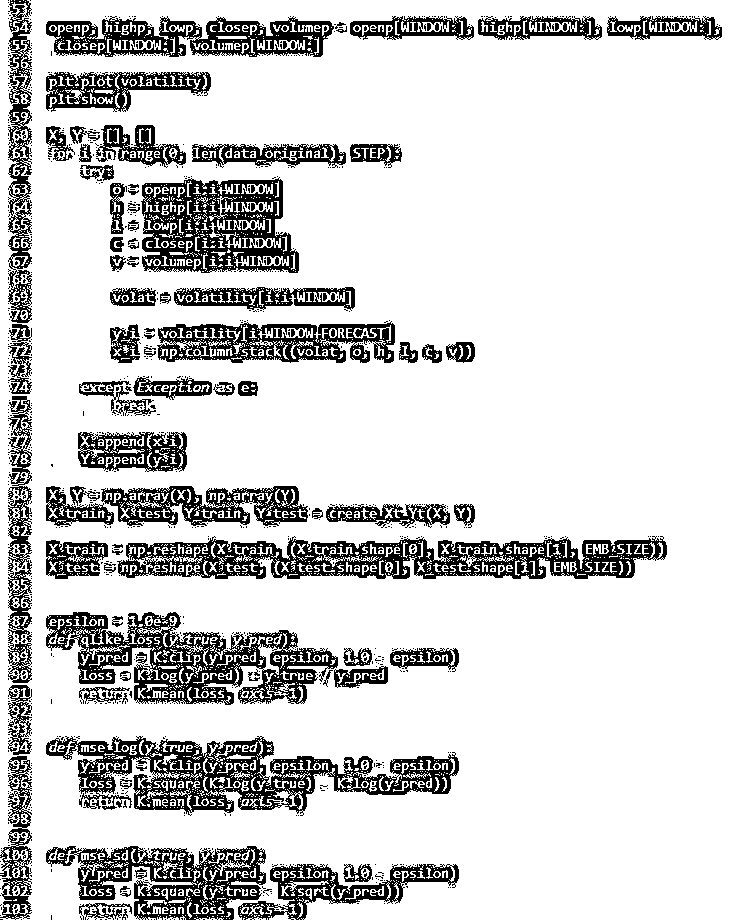 53
54 openp, highp, lowp, closep, volumep = openp[WINDOW:], highp[WINDOW:], lowp[WINDOW:],
55 closep[WINDOW:], volumep[WINDOW:]
56
57 plt.plot(volatility)
58 plt.show()
59
60 X, Y = [], []
61 for i in range(0, len(data_original), STEP):
62 try:
63 o = openp[i:i+WINDOW]
64 h = highp[i:i+WINDOW]
65 l = lowp[i:i+WINDOW]
66 c = closep[i:i+WINDOW]
67 v = volumep[i:i+WINDOW]
68
69 volat = volatility[i:i+WINDOW]
70
71 y_i = volatility[i+WINDOW+FORECAST]
72 x_i = np.column_stack((volat, o, h, l, c, v))
73
74 except Exception as e:
75 break
76
77 X.append(x_i)
78 Y.append(y_i)
79
80 X, Y = np.array(X), np.array(Y)
81 X_train, X_test, Y_train, Y_test = create_Xt_Yt(X, Y)
82
83 X_train = np.reshape(X_train, (X_train.shape[0], X_train.shape[1], EMB_SIZE))
84 X_test = np.reshape(X_test, (X_test.shape[0], X_test.shape[1], EMB_SIZE))
85
86
87 epsilon = 1.0e-9
88 def qlike_loss(y_true, y_pred):
89 y_pred = K.clip(y_pred, epsilon, 1.0 - epsilon)
90 loss = K.log(y_pred) + y_true / y_pred
91 return K.mean(loss, axis=-1)
92
93
94 def mse_log(y_true, y_pred):
95 y_pred = K.clip(y_pred, epsilon, 1.0 - epsilon)
96 loss = K.square(K.log(y_true) - K.log(y_pred))
97 return K.mean(loss, axis=-1)
98
99
100 def mse_sd(y_true, y_pred):
101 y_pred = K.clip(y_pred, epsilon, 1.0 - epsilon)
102 loss = K.square(y_true - K.sqrt(y_pred))
103 return K.mean(loss, axis=-1)